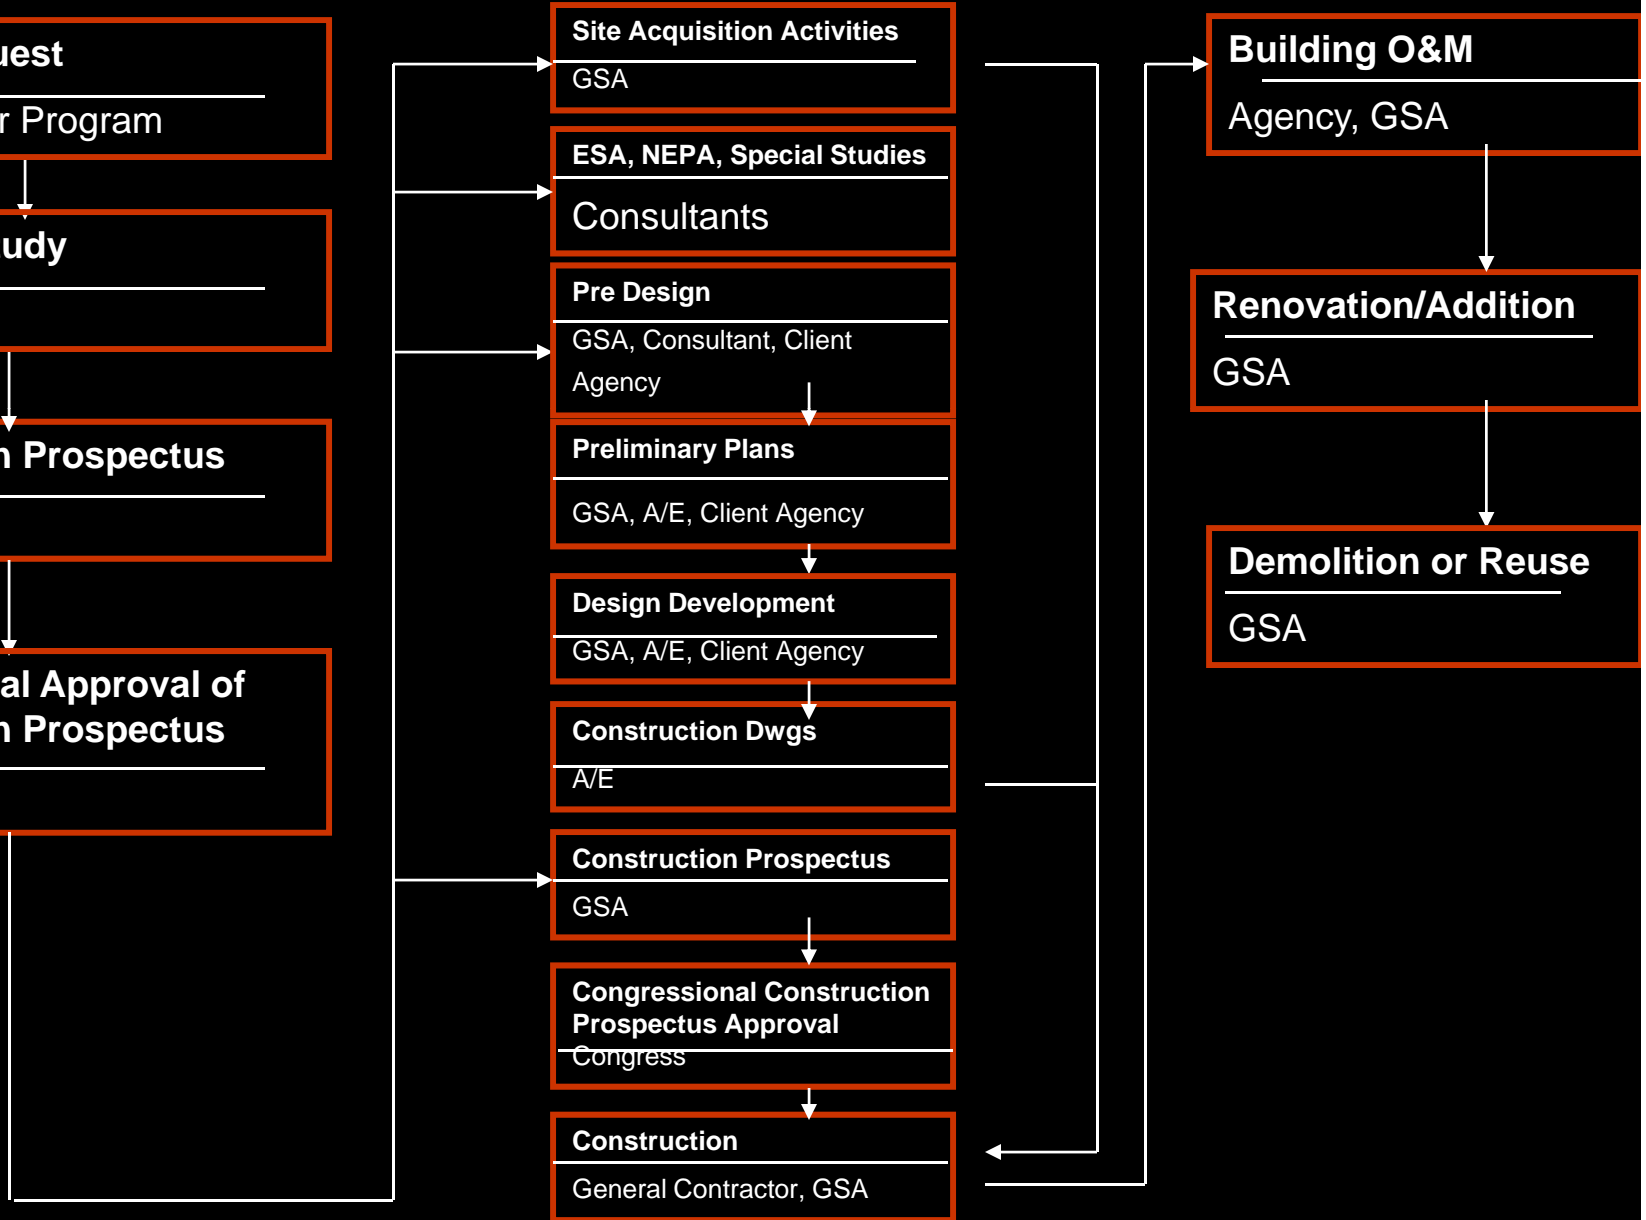 uest
r Program
udy
n Prospectus
al Approval of
n Prospectus
Site Acquisition Activities
GSA
ESA, NEPA, Special Studies
Consultants
Pre Design
GSA, Consultant, Client
Agency
Preliminary Plans
GSA, A/E, Client Agency
Design Development
GSA, A/E, Client Agency
Construction Dwgs
A/E
Construction Prospectus
GSA
Congressional Construction
Prospectus Approval
Congress
Construction
General Contractor, GSA
Building O&M
Agency, GSA
Renovation/Addition
GSA
Demolition or Reuse
GSA